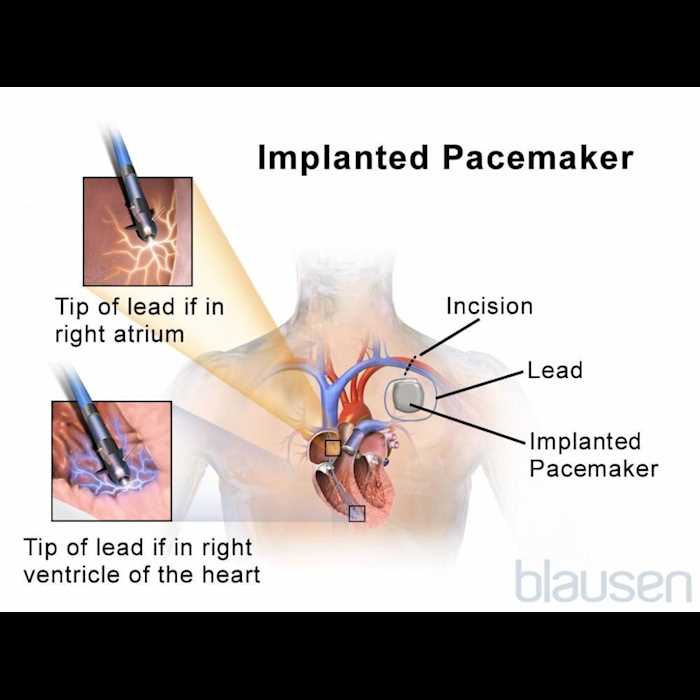 Implanted Pacemaker
Tip of lead if in
right atrium
Incision
Lead
Implanted
Pacemaker
Tip of lead if in right
ventricle of the heart
blausen